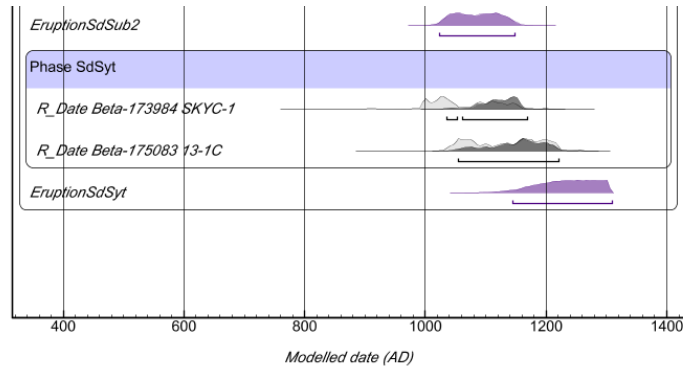 EruptionSdSub2
Phase SdSyt
R_Date Beta-173984 SKYC-1
R_Date Beta-175083 13-1C
EruptionSdSyt
400 600 800 1000 1200 1400
Modelled date (AD)